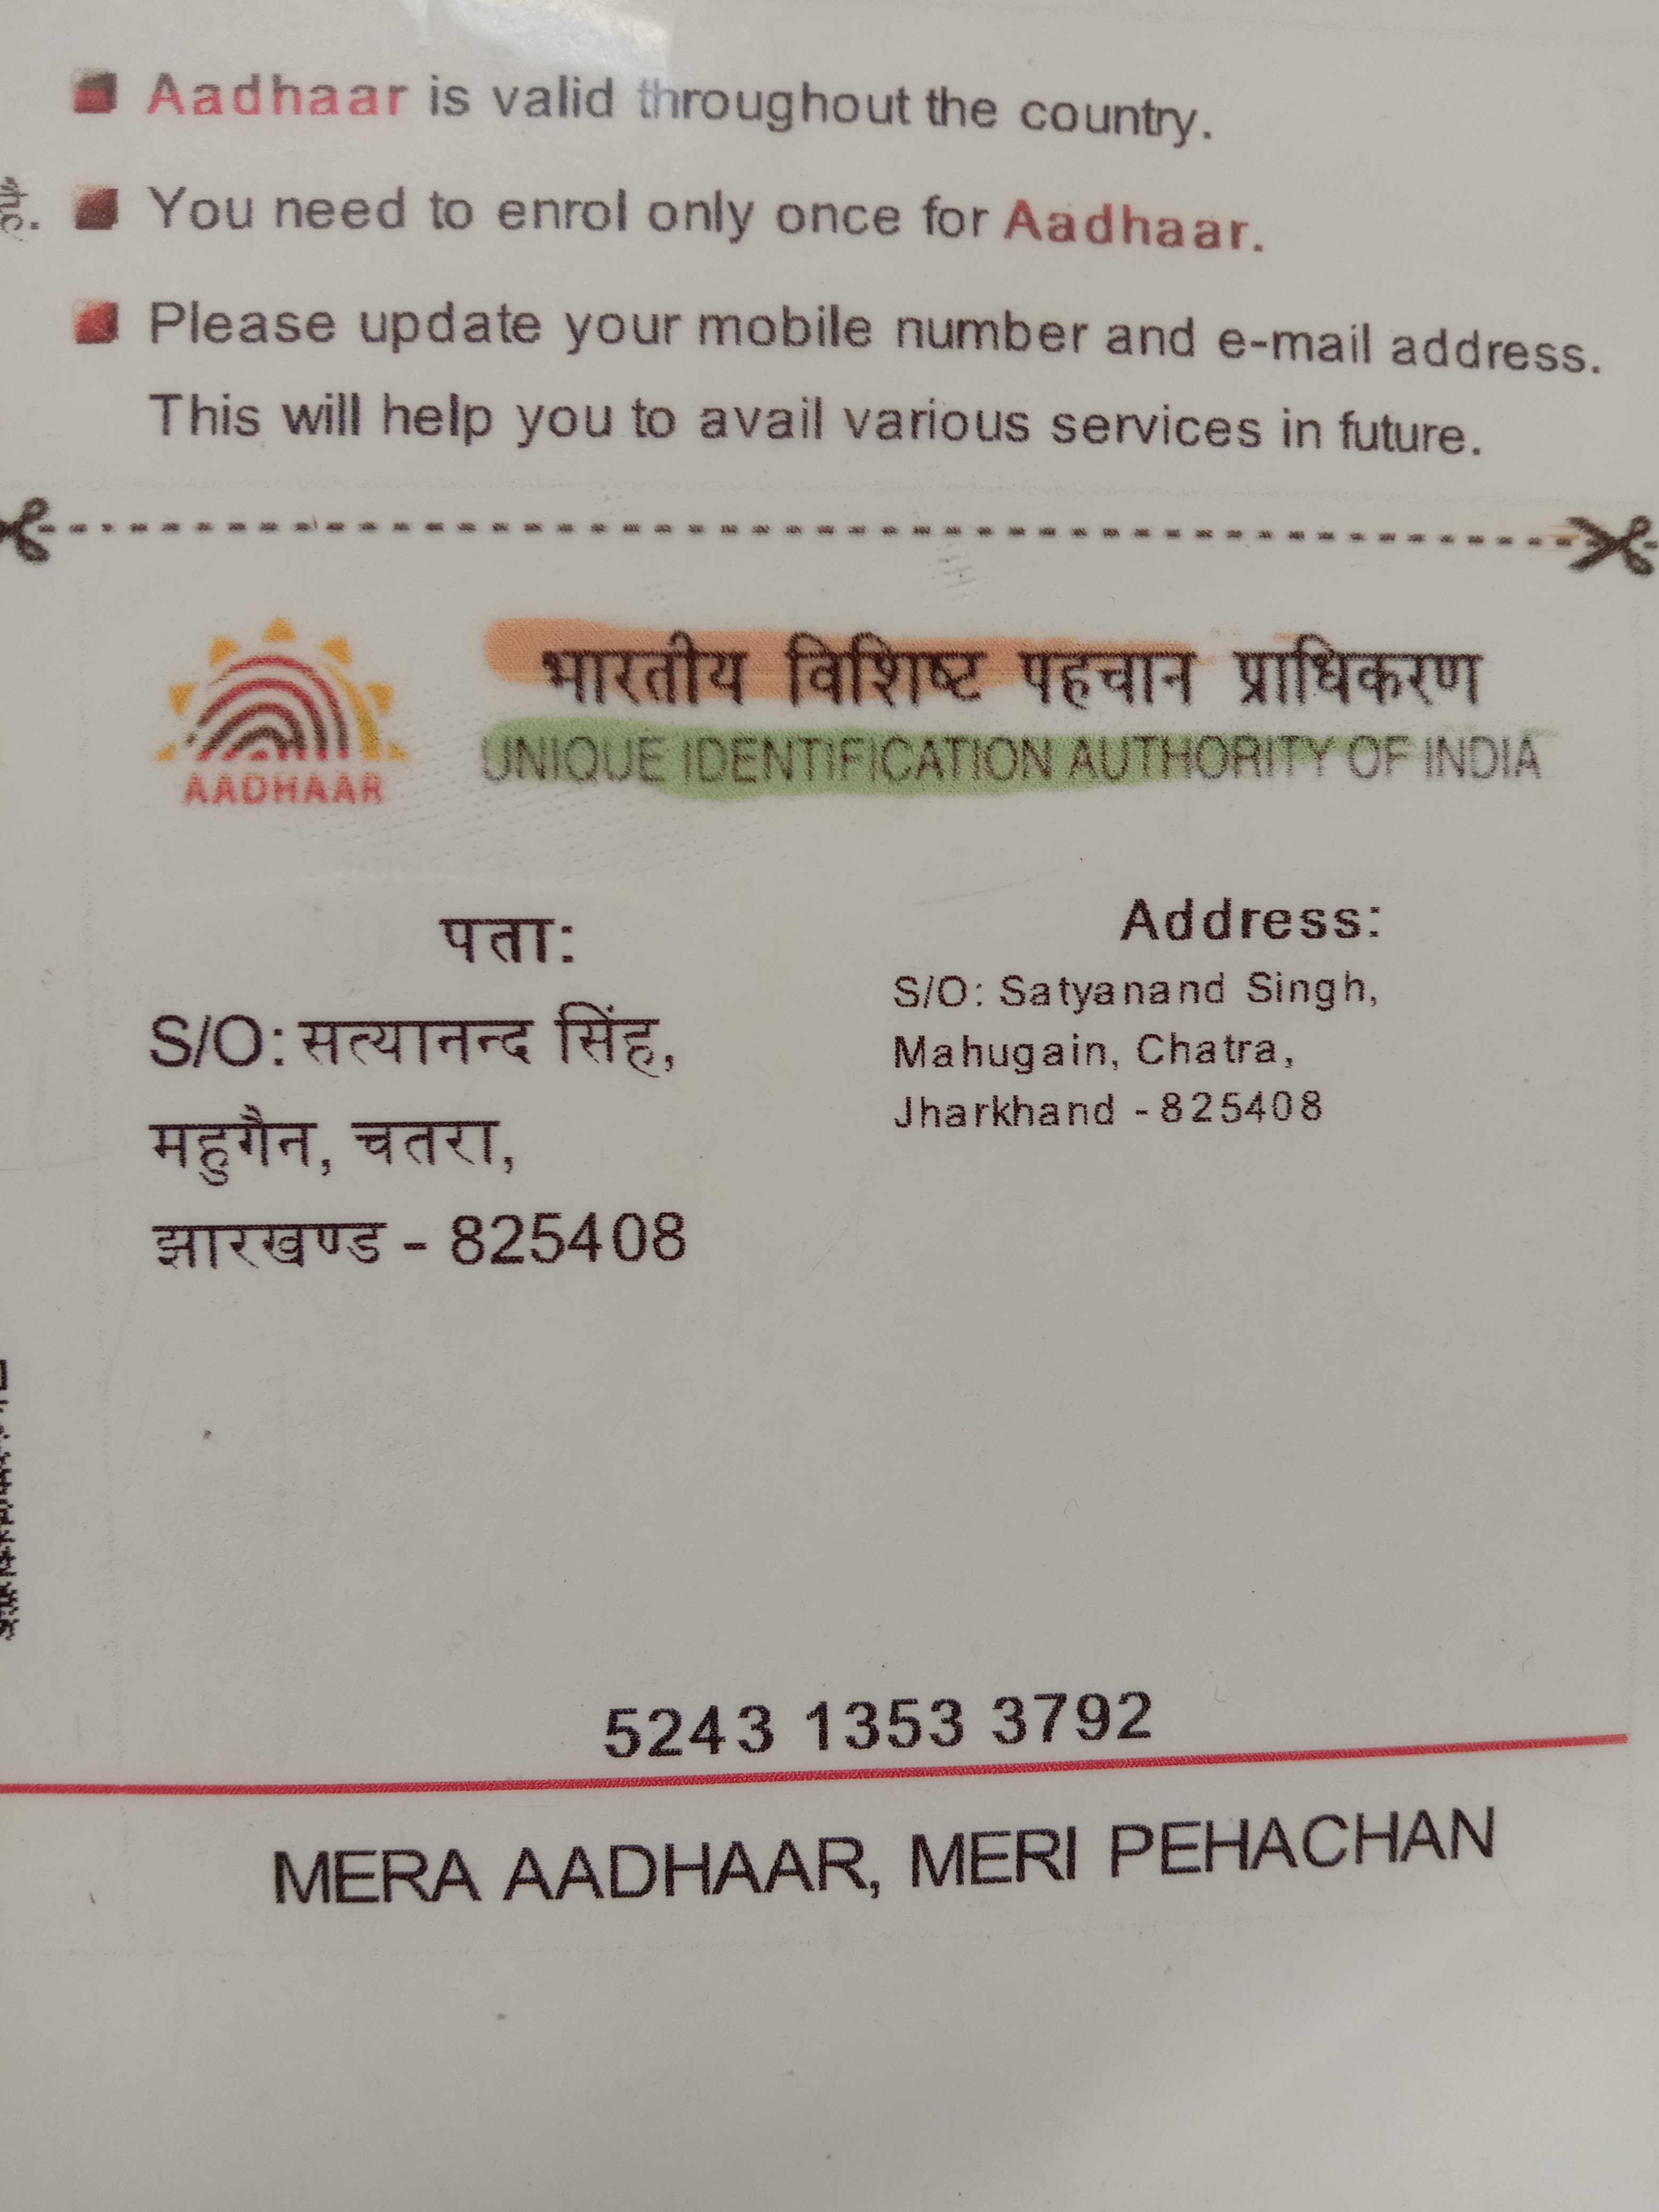 Aadhaar is valid throughout the country.
You need to enrol only once for Aadhaar.
Please update your mobile number and e-mail address.
This will help you to avail various services in future.
AADHAAR
भारतीय विशिष्ट पहचान प्राधिकरण
UNIQUE IDENTIFICATION AUTHORITY OF INDIA
पता:
S/O: सत्यानन्द सिंह,
महुगैन, चतरा,
झारखण्ड - 825408
Address:
S/O: Satyanand Singh,
Mahugain, Chatra,
Jharkhand - 825408
5243 1353 3792
MERA AADHAAR, MERI PEHACHAN